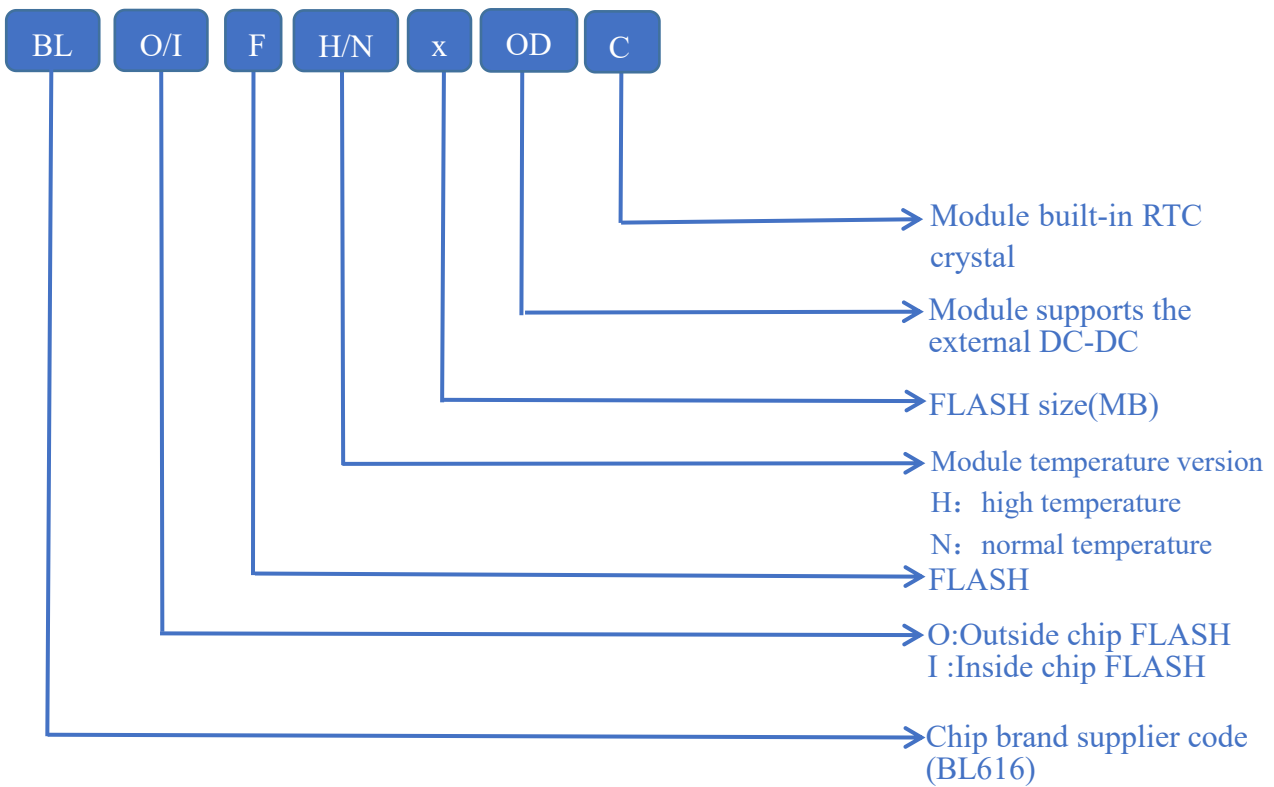 BL O/I F H/N x OD C
Module built-in RTC
crystal
Module supports the
external DC-DC
FLASH size(MB)
Module temperature version
H： high temperature
N： normal temperature
FLASH
O:Outside chip FLASH
I :Inside chip FLASH
Chip brand supplier code
(BL616)